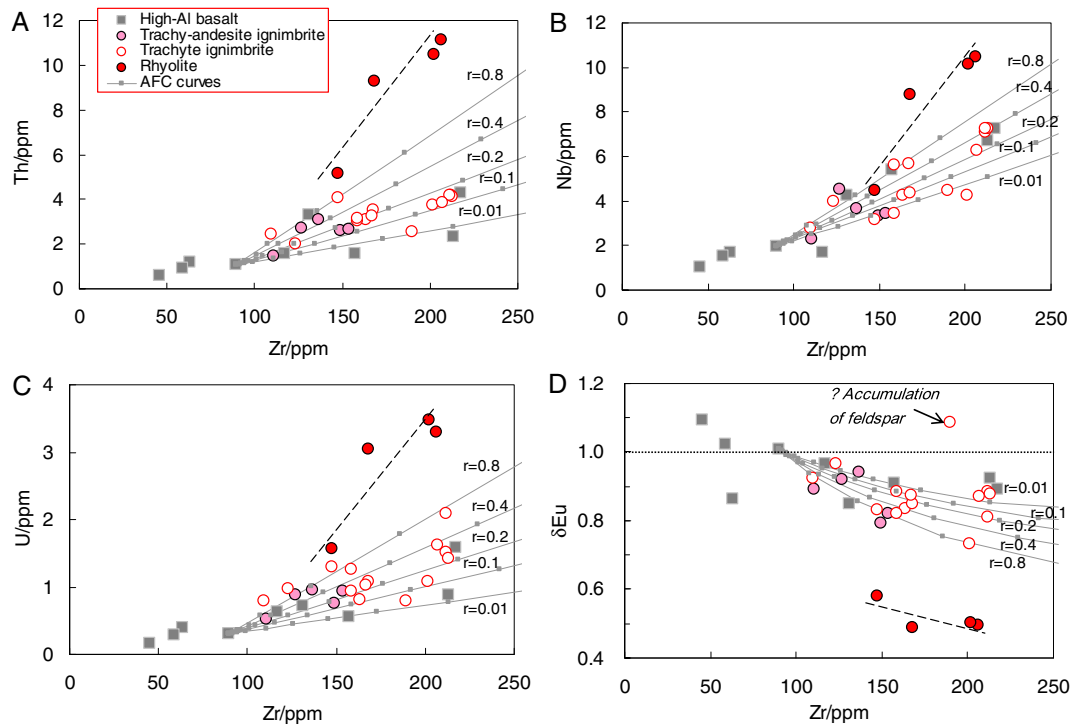 A
High-Al basalt
Trachy-andesite ignimbrite
Trachyte ignimbrite
Rhyolite
AFC curves
12
10
8
6
4
2
0
Th/ppm
r=0.8
r=0.4
r=0.2
r=0.1
r=0.01
0 50 100 150 200 250
Zr/ppm
B
12
10
8
6
4
2
0
Nb/ppm
r=0.8
r=0.4
r=0.2
r=0.1
r=0.01
0 50 100 150 200 250
Zr/ppm
C
4
3
2
1
0
U/ppm
r=0.8
r=0.4
r=0.2
r=0.1
r=0.01
0 50 100 150 200 250
Zr/ppm
D
1.2
1.0
0.8
0.6
0.4
δEu
? Accumulation
of feldspar
r=0.01
r=0.1
r=0.2
r=0.4
r=0.8
0 50 100 150 200 250
Zr/ppm